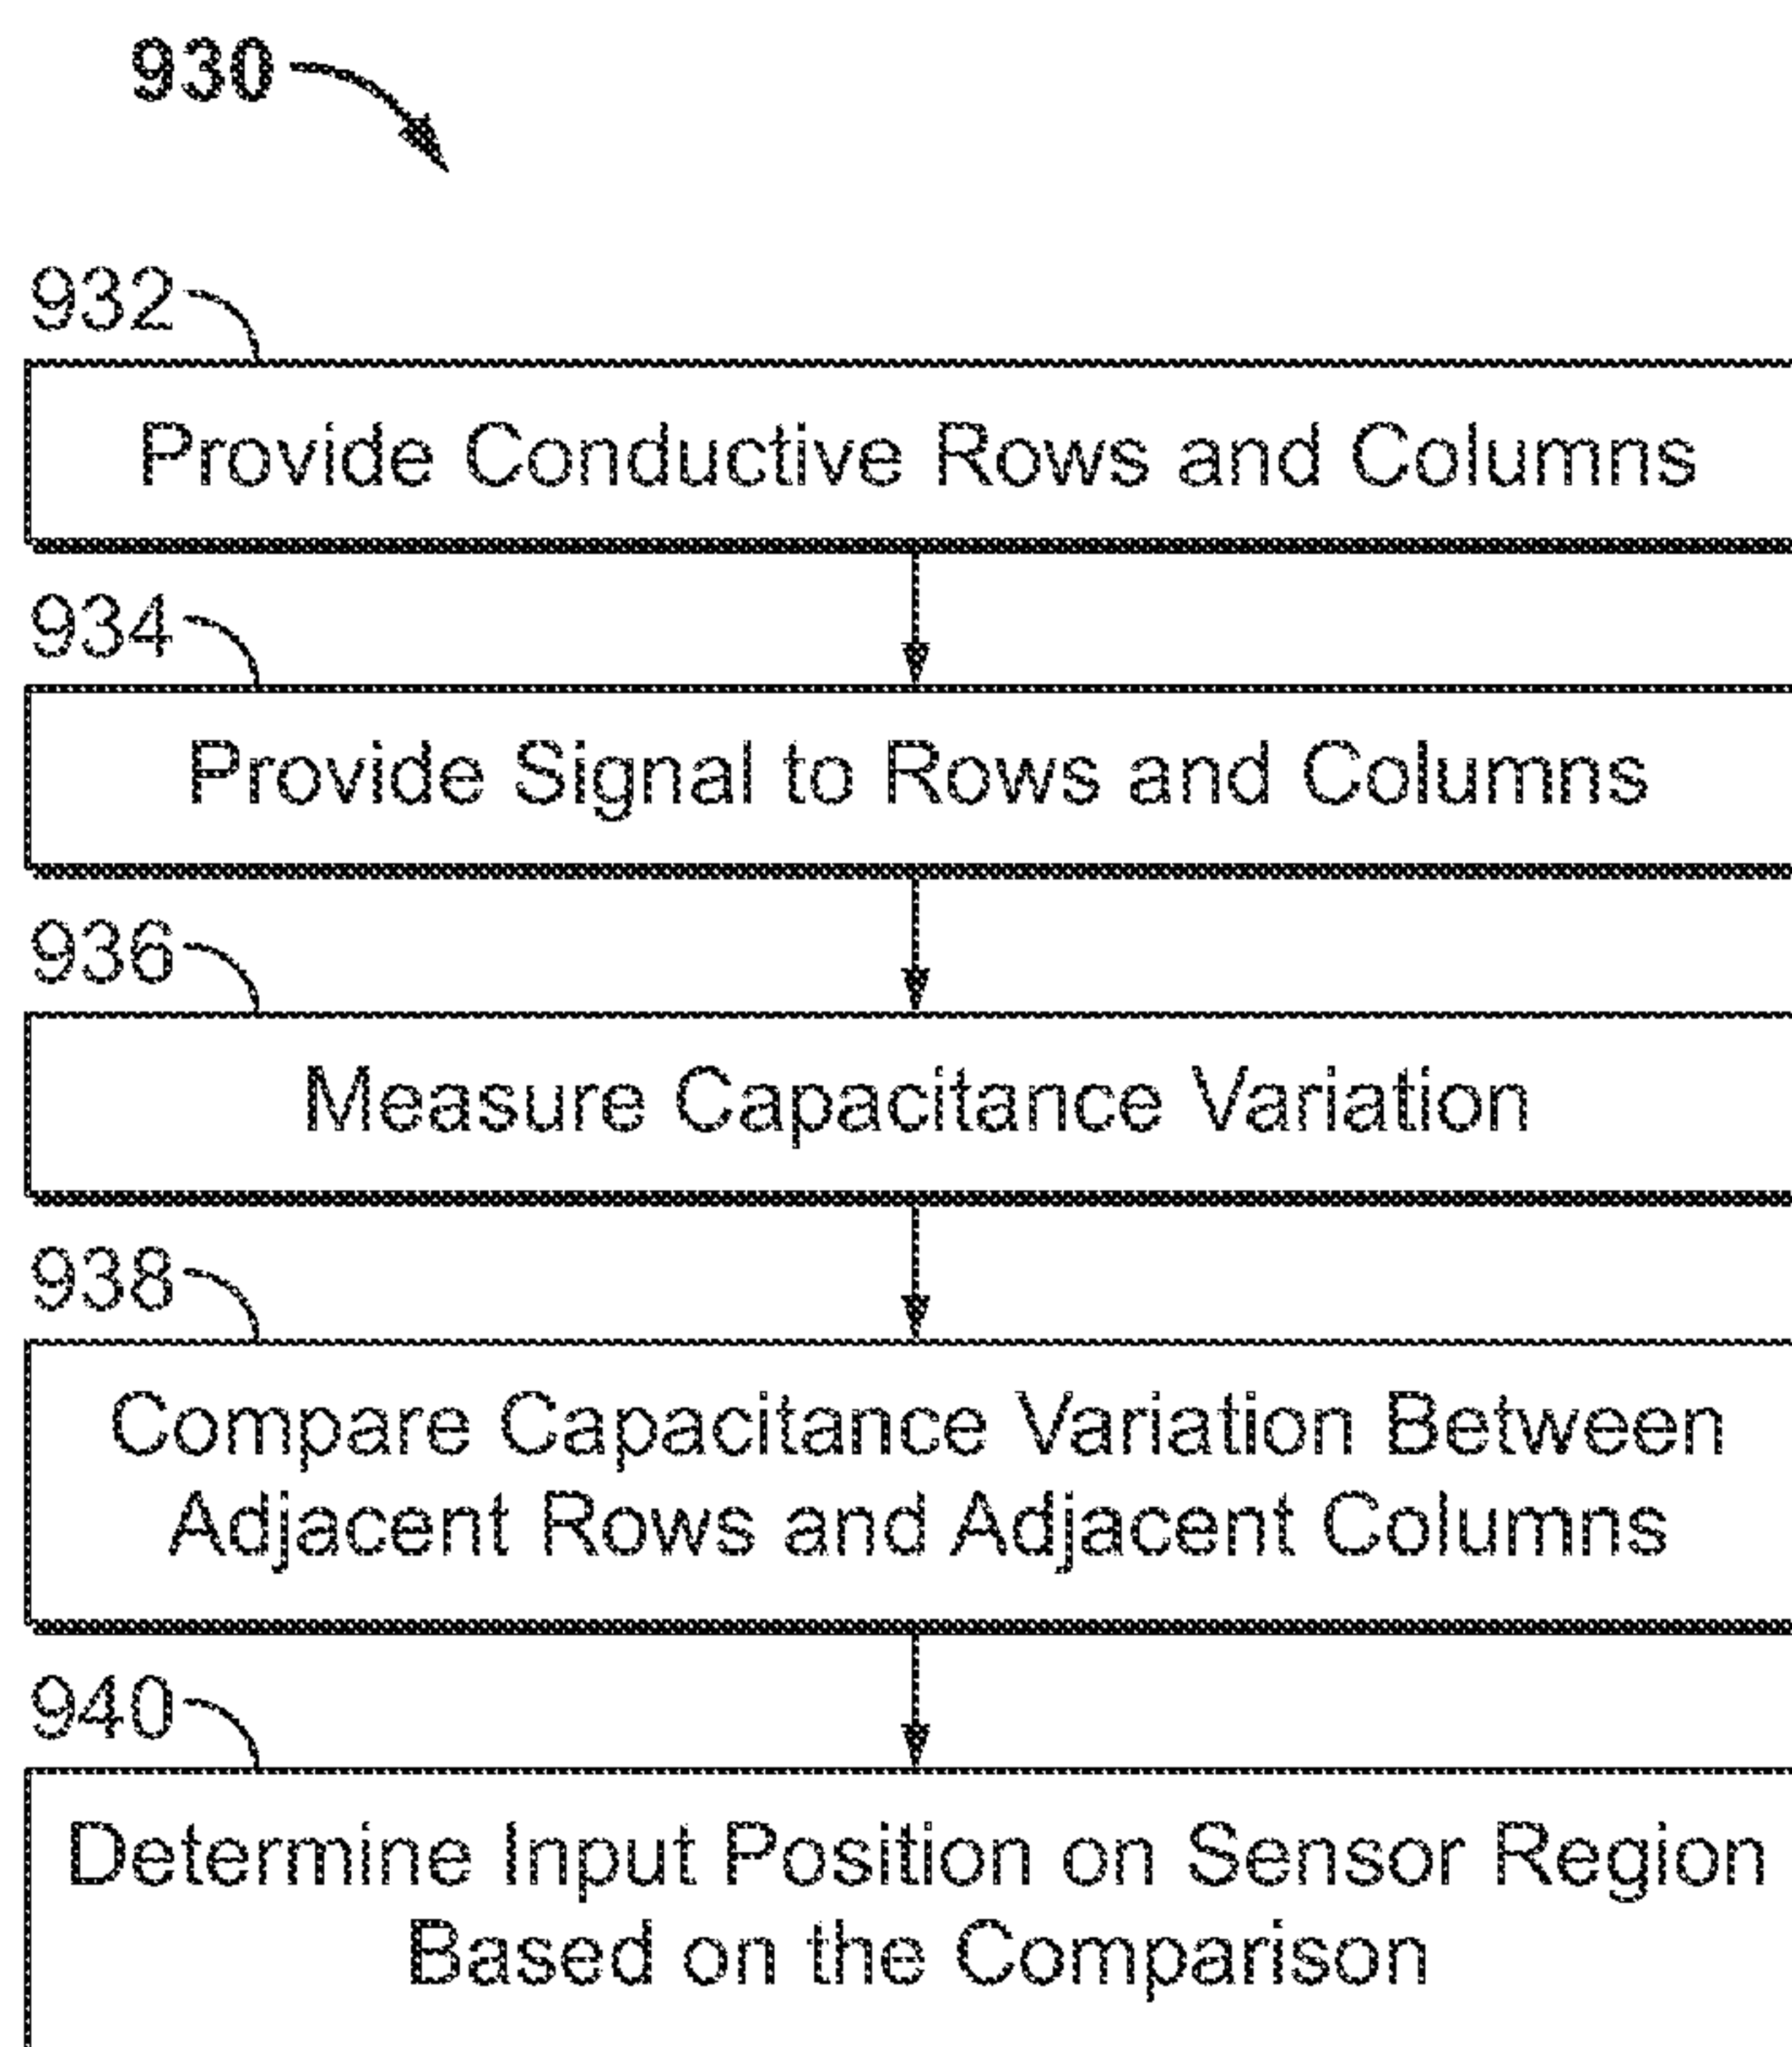 930
932
Provide Conductive Rows and Columns
934
Provide Signal to Rows and Columns
936
Measure Capacitance Variation
938
Compare Capacitance Variation Between
Adjacent Rows and Adjacent Columns
940
Determine Input Position on Sensor Region
Based on the Comparison